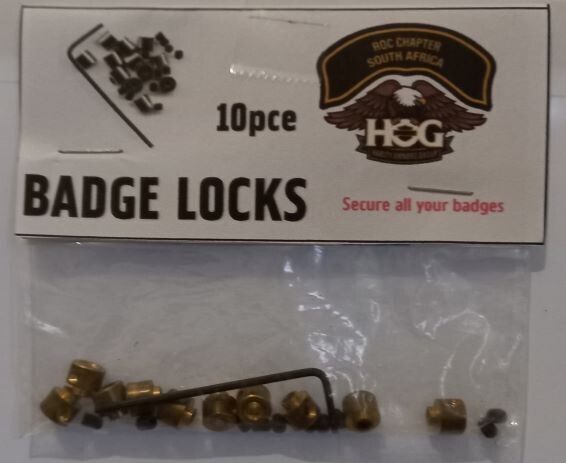 ROC CHAPTER
SOUTH AFRICA
10pce
HOG
BADGE LOCKS
Secure all your badges